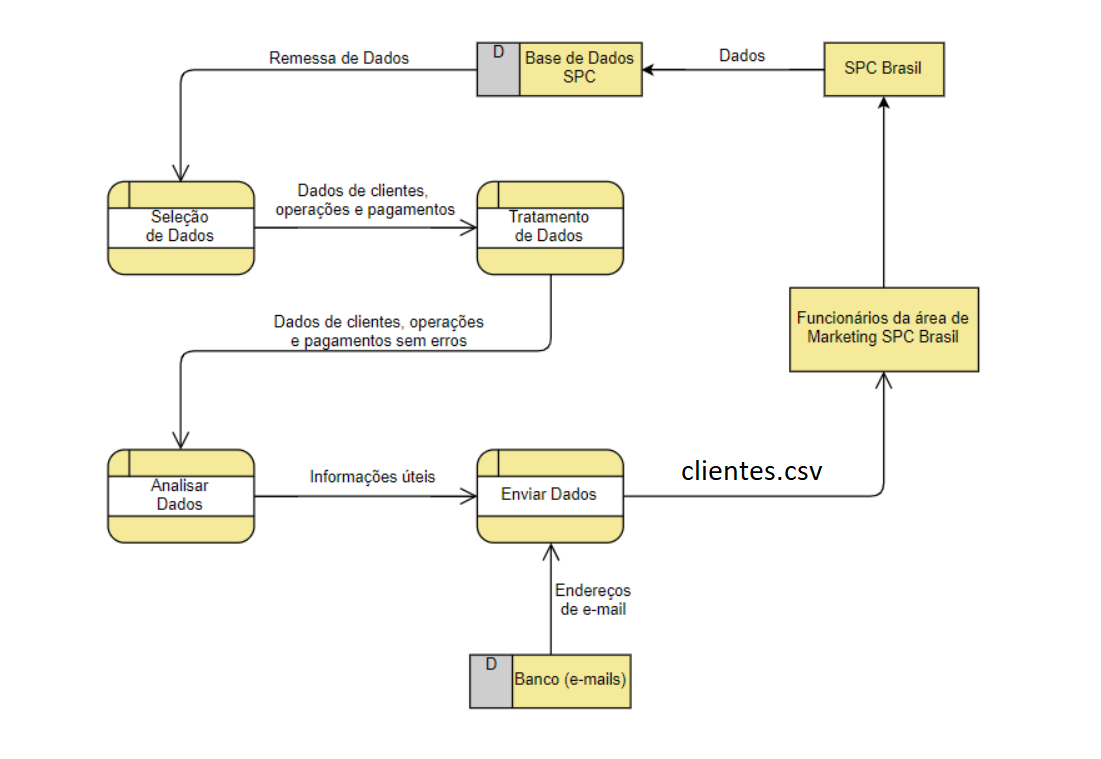 Remessa de Dados
D
Base de Dados
SPC
Dados
SPC Brasil
Seleção
de Dados
Dados de clientes,
operações e pagamentos
Tratamento
de Dados
Funcionários da área de
Marketing SPC Brasil
Dados de clientes, operações
e pagamentos sem erros
Analisar
Dados
Informações úteis
Enviar Dados
clientes.csv
Endereços
de e-mail
D
Banco (e-mails)